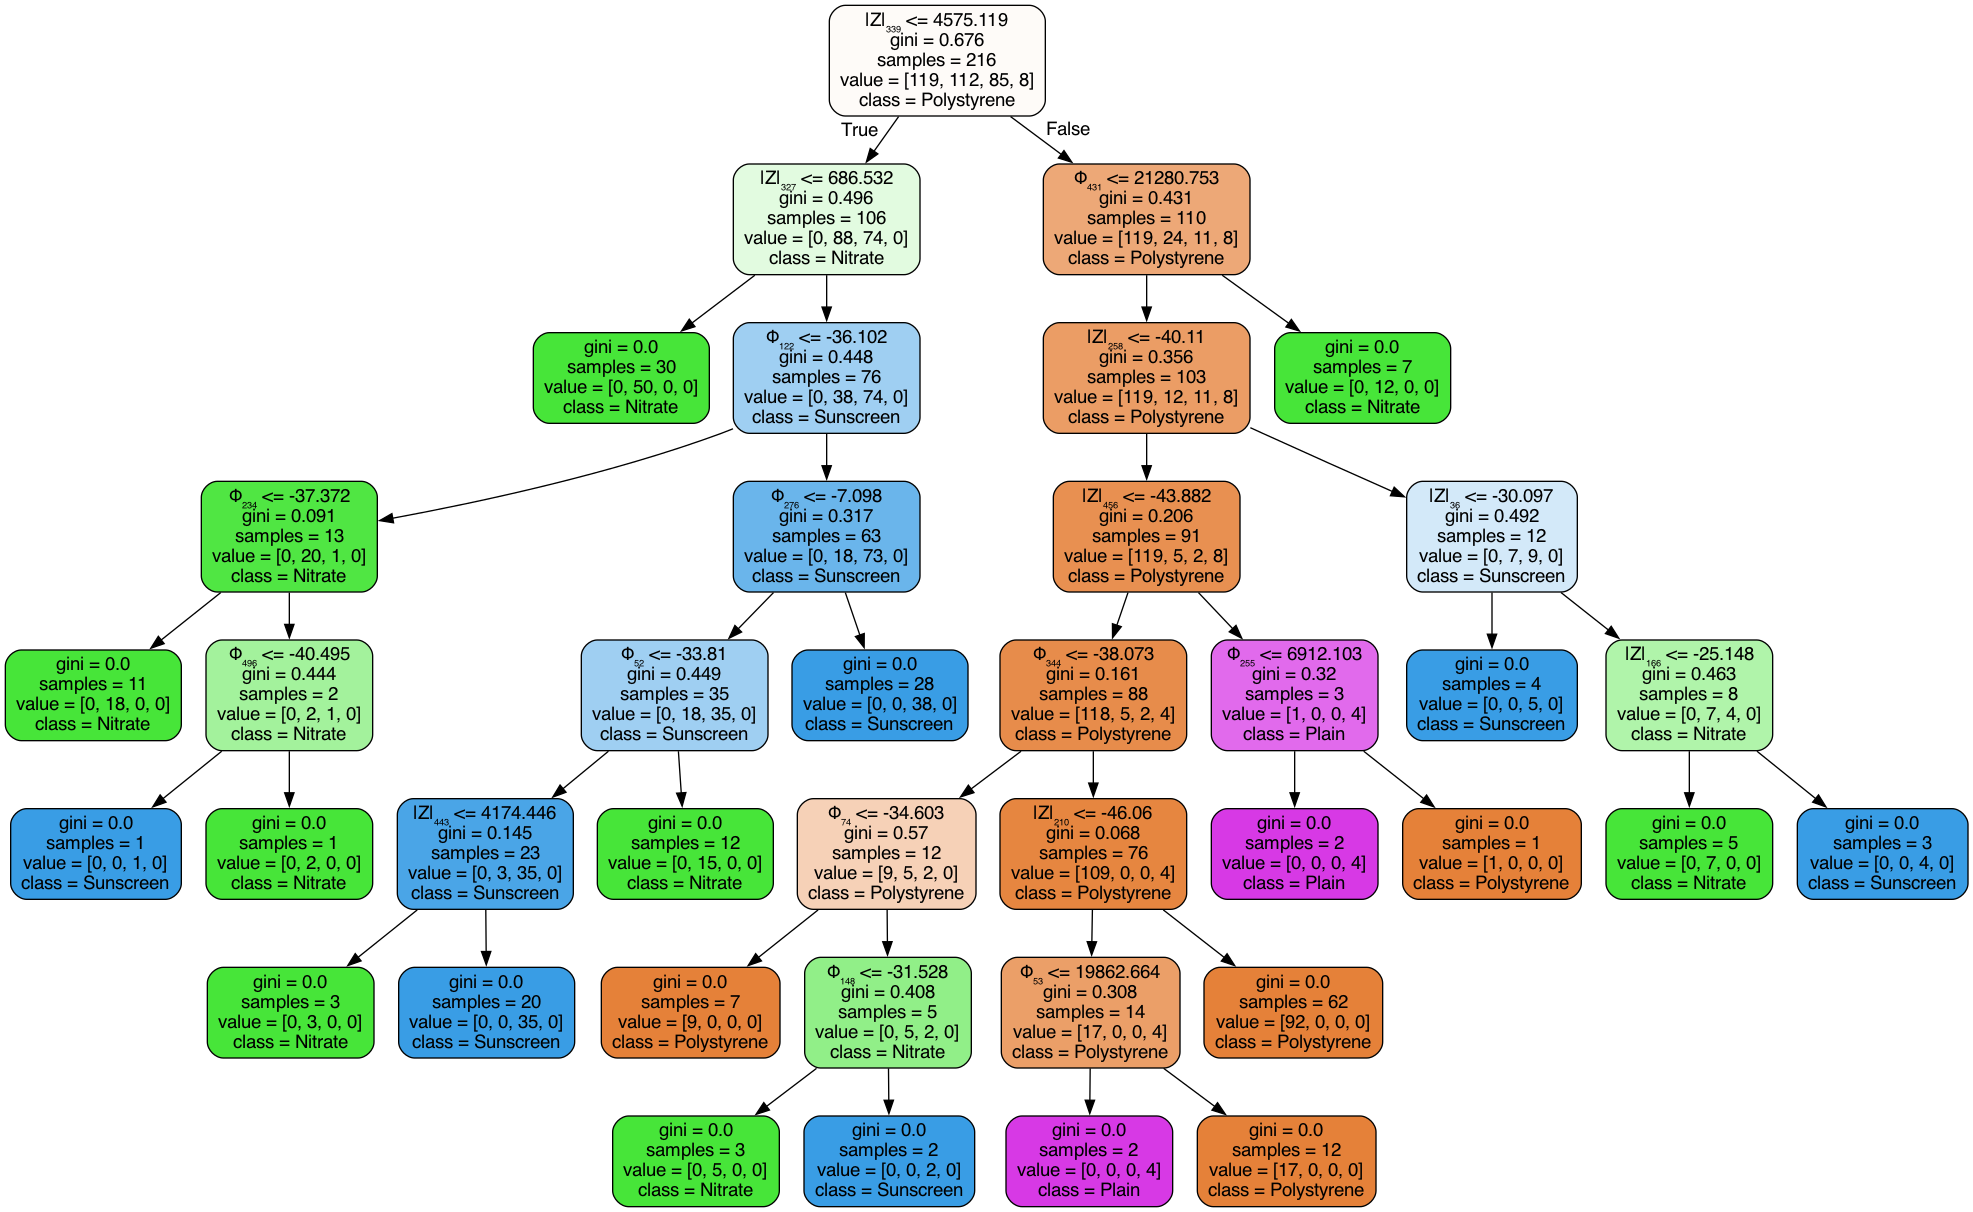 |Z|₃₃₉ <= 4575.119
gini = 0.676
samples = 216
value = [119, 112, 85, 8]
class = Polystyrene
True
False
|Z|₃₂₇ <= 686.532
gini = 0.496
samples = 106
value = [0, 88, 74, 0]
class = Nitrate
Φ₄₃₁ <= 21280.753
gini = 0.431
samples = 110
value = [119, 24, 11, 8]
class = Polystyrene
gini = 0.0
samples = 30
value = [0, 50, 0, 0]
class = Nitrate
Φ₁₂₂ <= -36.102
gini = 0.448
samples = 76
value = [0, 38, 74, 0]
class = Sunscreen
|Z|₂₅₈ <= -40.11
gini = 0.356
samples = 103
value = [119, 12, 11, 8]
class = Polystyrene
gini = 0.0
samples = 7
value = [0, 12, 0, 0]
class = Nitrate
Φ₂₃₄ <= -37.372
gini = 0.091
samples = 13
value = [0, 20, 1, 0]
class = Nitrate
Φ₂₇₆ <= -7.098
gini = 0.317
samples = 63
value = [0, 18, 73, 0]
class = Sunscreen
|Z|₄₅₆ <= -43.882
gini = 0.206
samples = 91
value = [119, 5, 2, 8]
class = Polystyrene
|Z|₃₆ <= -30.097
gini = 0.492
samples = 12
value = [0, 7, 9, 0]
class = Sunscreen
gini = 0.0
samples = 11
value = [0, 18, 0, 0]
class = Nitrate
Φ₄₉₆ <= -40.495
gini = 0.444
samples = 2
value = [0, 2, 1, 0]
class = Nitrate
Φ₅₂ <= -33.81
gini = 0.449
samples = 35
value = [0, 18, 35, 0]
class = Sunscreen
gini = 0.0
samples = 28
value = [0, 0, 38, 0]
class = Sunscreen
Φ₃₄₄ <= -38.073
gini = 0.161
samples = 88
value = [118, 5, 2, 4]
class = Polystyrene
Φ₂₅₅ <= 6912.103
gini = 0.32
samples = 3
value = [1, 0, 0, 4]
class = Plain
gini = 0.0
samples = 4
value = [0, 0, 5, 0]
class = Sunscreen
|Z|₁₆₆ <= -25.148
gini = 0.463
samples = 8
value = [0, 7, 4, 0]
class = Nitrate
gini = 0.0
samples = 1
value = [0, 0, 1, 0]
class = Sunscreen
gini = 0.0
samples = 1
value = [0, 2, 0, 0]
class = Nitrate
|Z|₄₄₃ <= 4174.446
gini = 0.145
samples = 23
value = [0, 3, 35, 0]
class = Sunscreen
gini = 0.0
samples = 12
value = [0, 15, 0, 0]
class = Nitrate
Φ₇₄ <= -34.603
gini = 0.57
samples = 12
value = [9, 5, 2, 0]
class = Polystyrene
|Z|₂₁₀ <= -46.06
gini = 0.068
samples = 76
value = [109, 0, 0, 4]
class = Polystyrene
gini = 0.0
samples = 2
value = [0, 0, 0, 4]
class = Plain
gini = 0.0
samples = 1
value = [1, 0, 0, 0]
class = Polystyrene
gini = 0.0
samples = 5
value = [0, 7, 0, 0]
class = Nitrate
gini = 0.0
samples = 3
value = [0, 0, 4, 0]
class = Sunscreen
gini = 0.0
samples = 3
value = [0, 3, 0, 0]
class = Nitrate
gini = 0.0
samples = 20
value = [0, 0, 35, 0]
class = Sunscreen
gini = 0.0
samples = 7
value = [9, 0, 0, 0]
class = Polystyrene
Φ₁₄₈ <= -31.528
gini = 0.408
samples = 5
value = [0, 5, 2, 0]
class = Nitrate
Φ₅₃ <= 19862.664
gini = 0.308
samples = 14
value = [17, 0, 0, 4]
class = Polystyrene
gini = 0.0
samples = 62
value = [92, 0, 0, 0]
class = Polystyrene
gini = 0.0
samples = 3
value = [0, 5, 0, 0]
class = Nitrate
gini = 0.0
samples = 2
value = [0, 0, 2, 0]
class = Sunscreen
gini = 0.0
samples = 2
value = [0, 0, 0, 4]
class = Plain
gini = 0.0
samples = 12
value = [17, 0, 0, 0]
class = Polystyrene